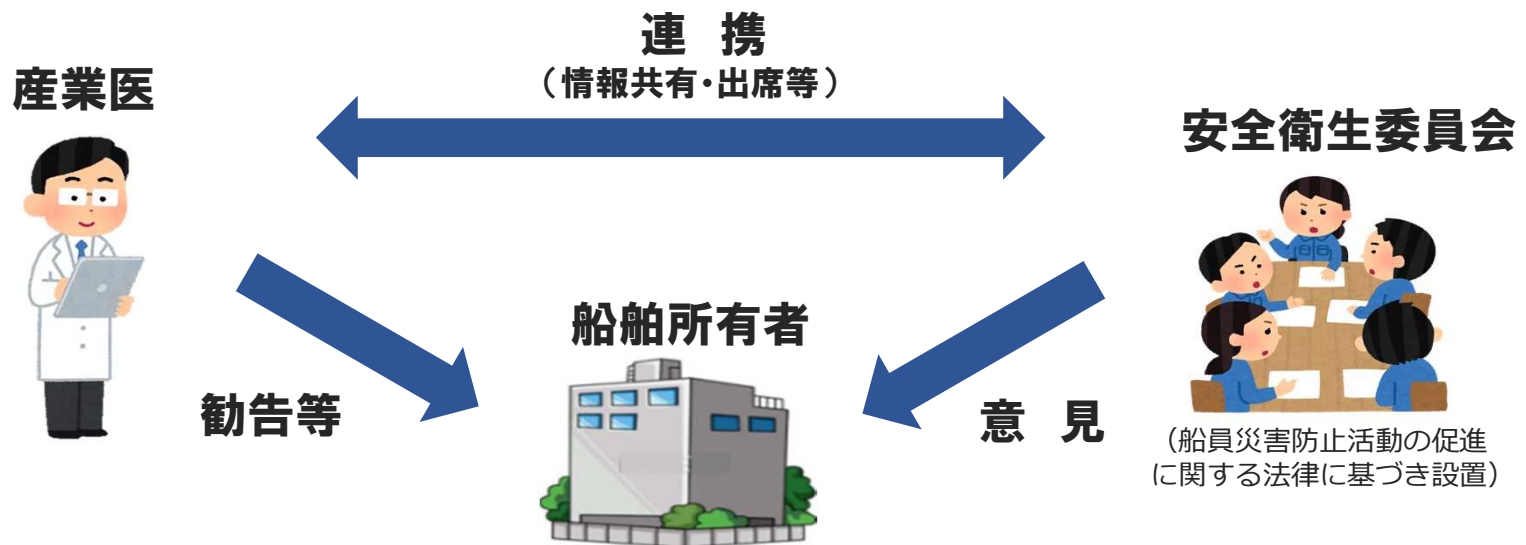 連 携
（情報共有・出席等）
産業医
安全衛生委員会
船舶所有者
勧告等
意 見
（船員災害防止活動の促進
に関する法律に基づき設置）